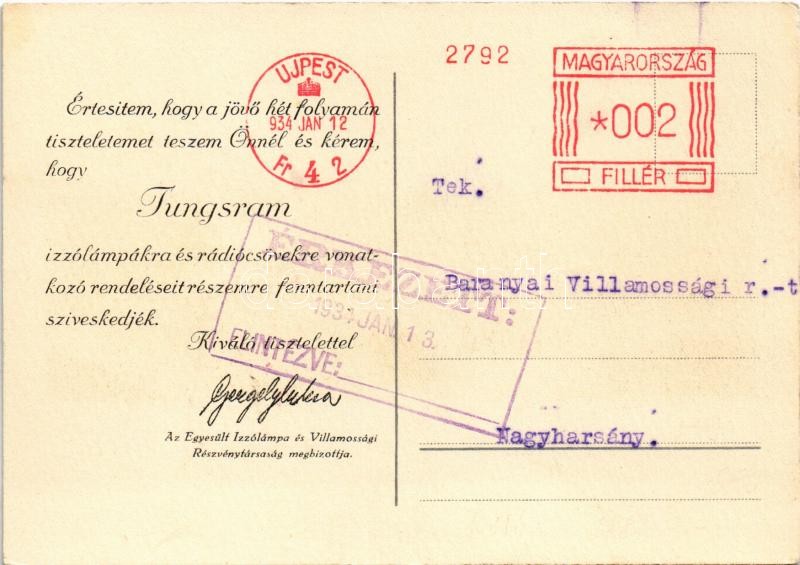 2792
MAGYARORSZÁG
*002
FILLÉR
UJPEST
934 JAN 12
Fr 4 2
Értesitem, hogy a jövő hét folyamán
tiszteletemet teszem Önnél és kérem,
hogy
Tungsram
izzólámpákra és rádiócsövekre vonat-
kozó rendeléseit részemre fenntartani
sziveskedjék.
Kiváló tisztelettel
Az Egyesült Izzólámpa és Villamossági
Részvénytársaság megbizottja.
ÉRKEZETT:
1934 JAN 13.
ELINTÉZVE:
Tek.
Baranyai Villamossági r.-t
Nagyharsány.